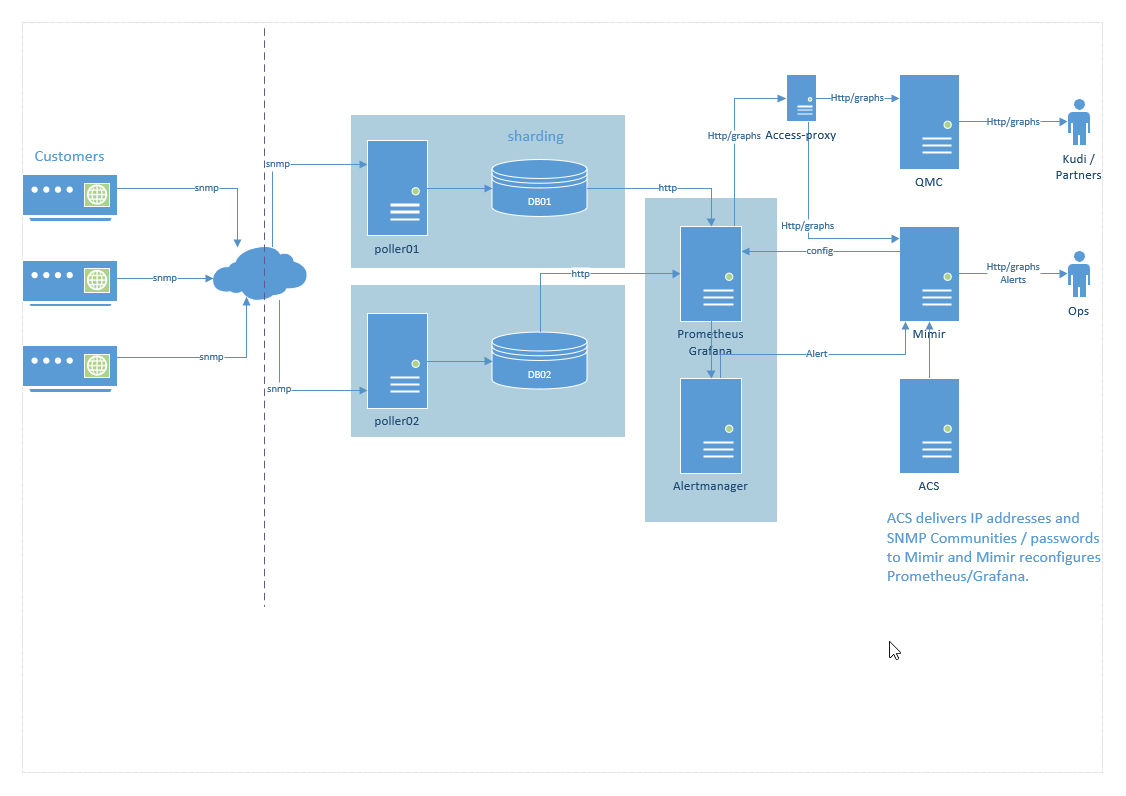 Customers
snmp
snmp
snmp
snmp
snmp
sharding
poller01
DB01
poller02
DB02
http
http
Prometheus
Grafana
Alertmanager
Http/graphs
Access-proxy
Http/graphs
Http/graphs
config
Alert
QMC
Http/graphs
Kudi /
Partners
Mimir
Http/graphs
Alerts
Ops
ACS
ACS delivers IP addresses and
SNMP Communities / passwords
to Mimir and Mimir reconfigures
Prometheus/Grafana.